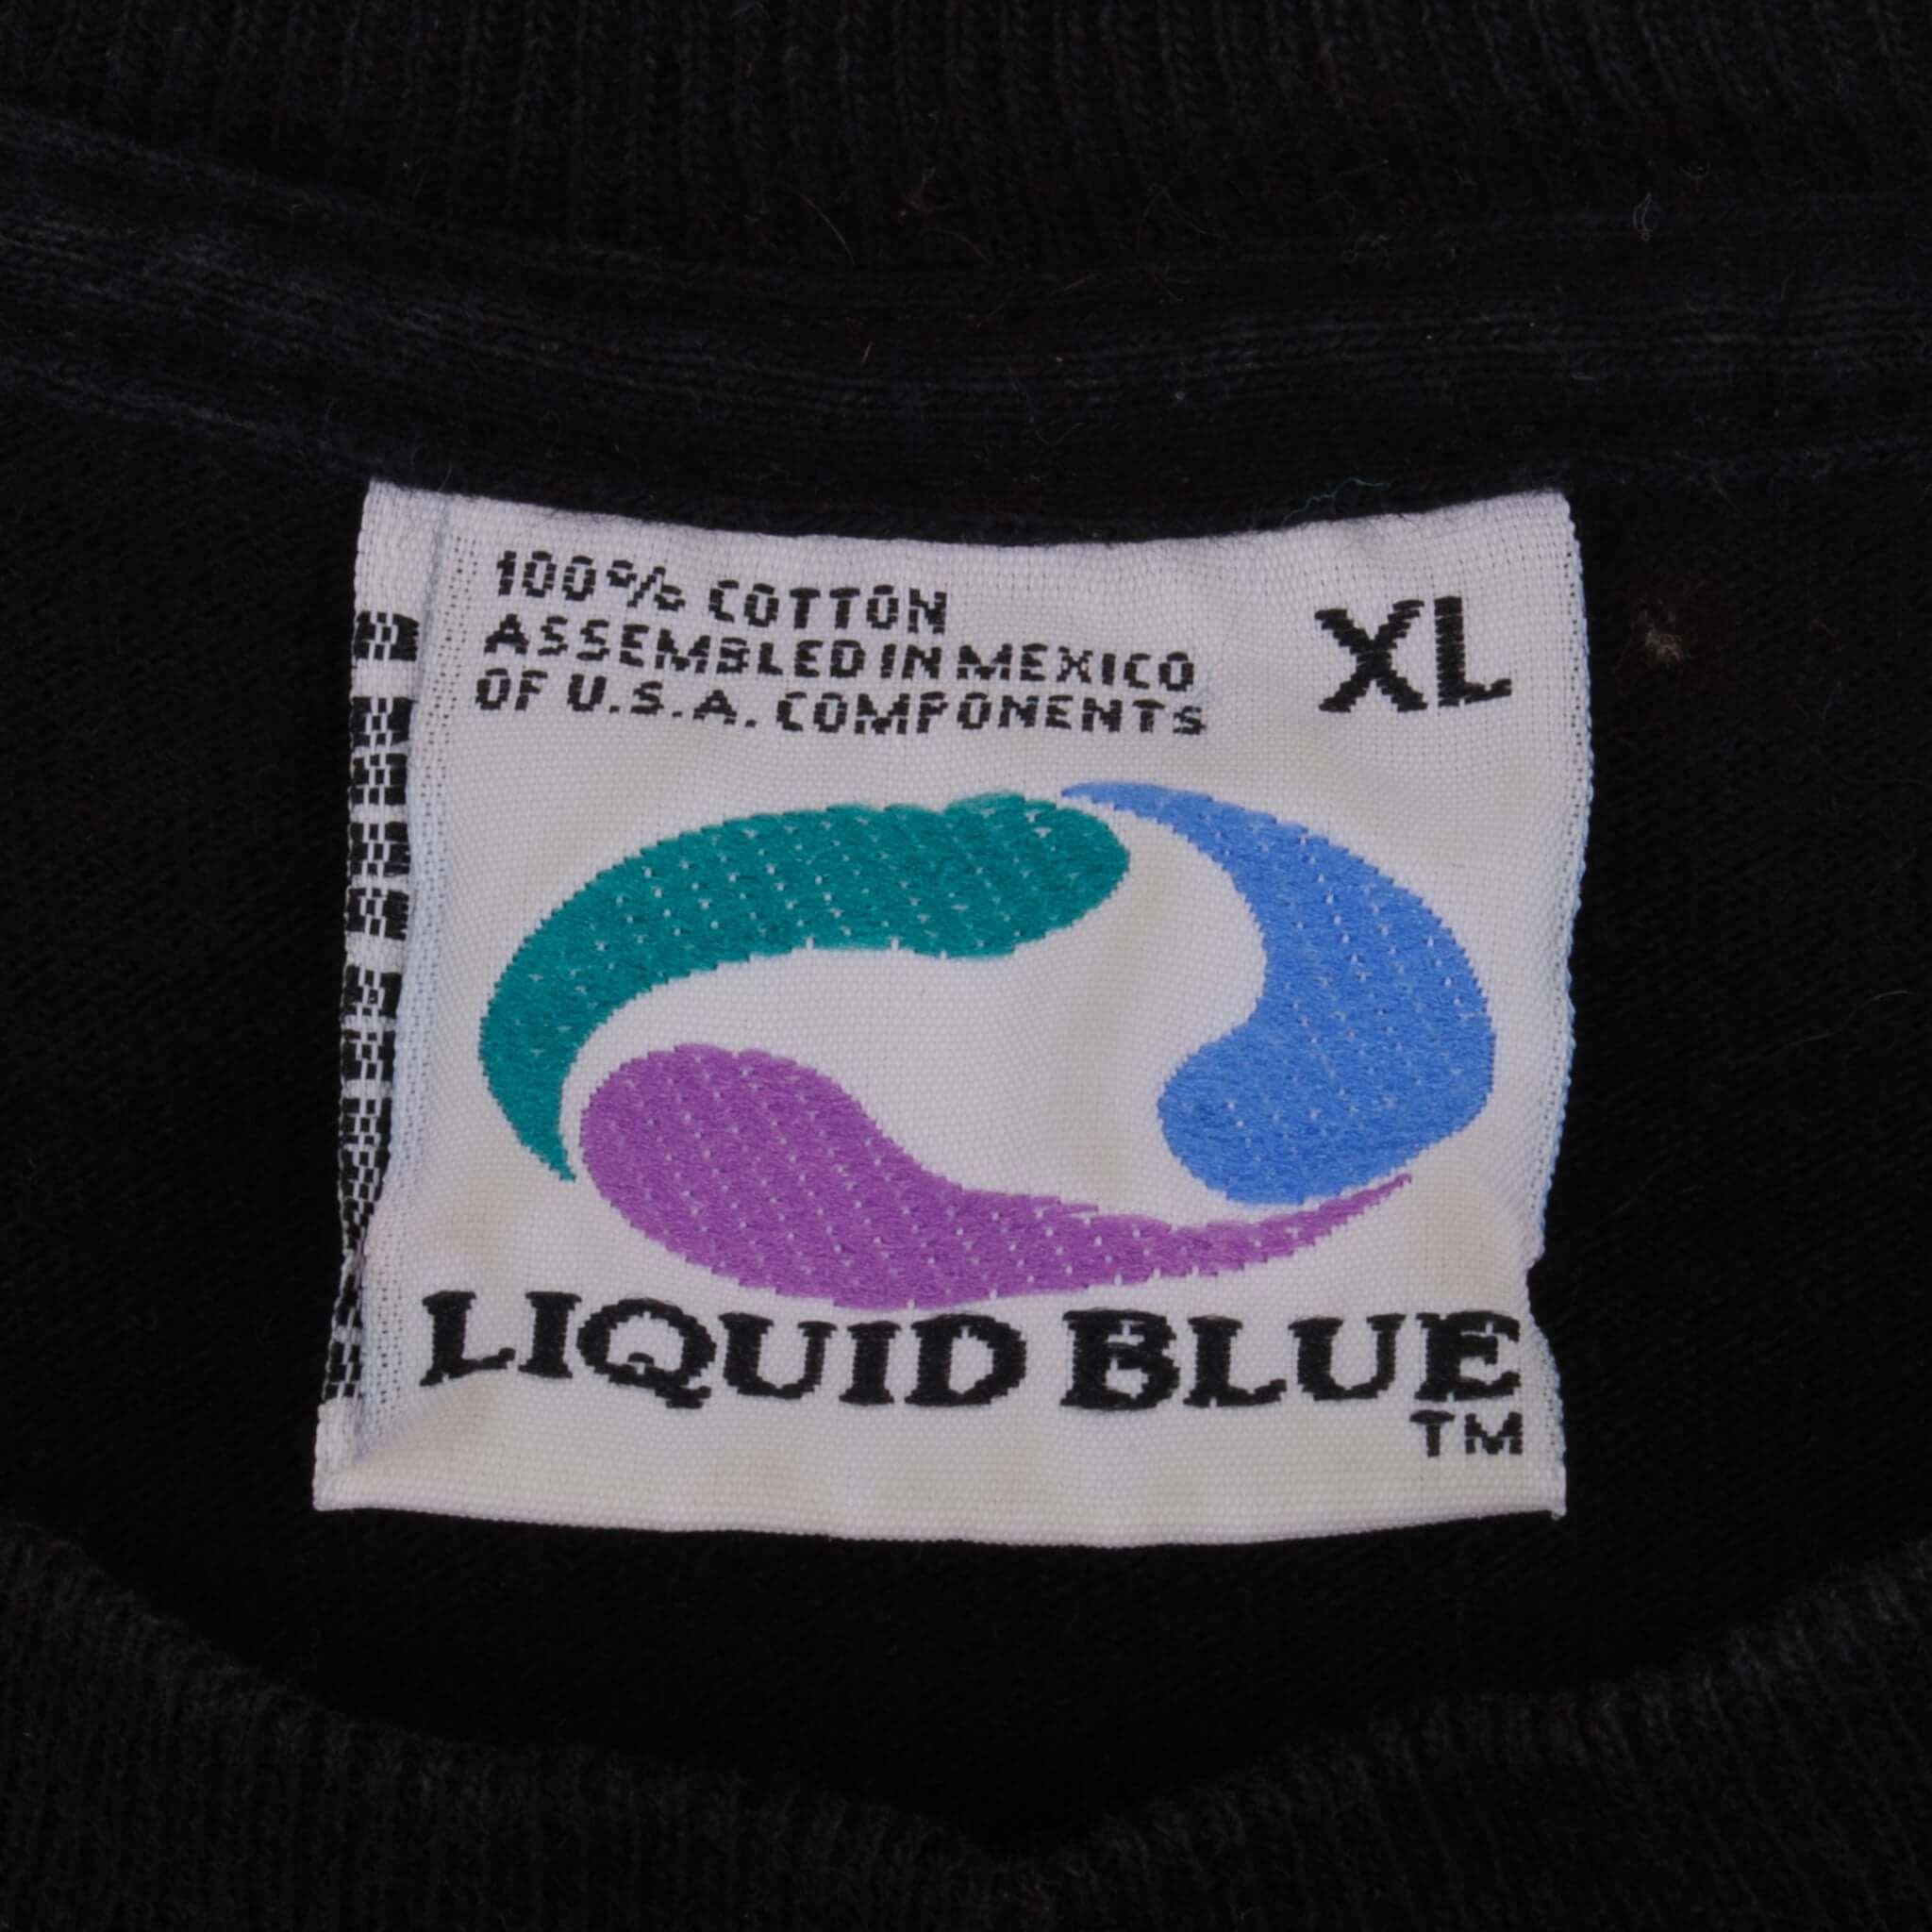 100% COTTON
ASSEMBLED IN MEXICO
OF U.S.A. COMPONENTS
XL
LIQUID BLUE
TM